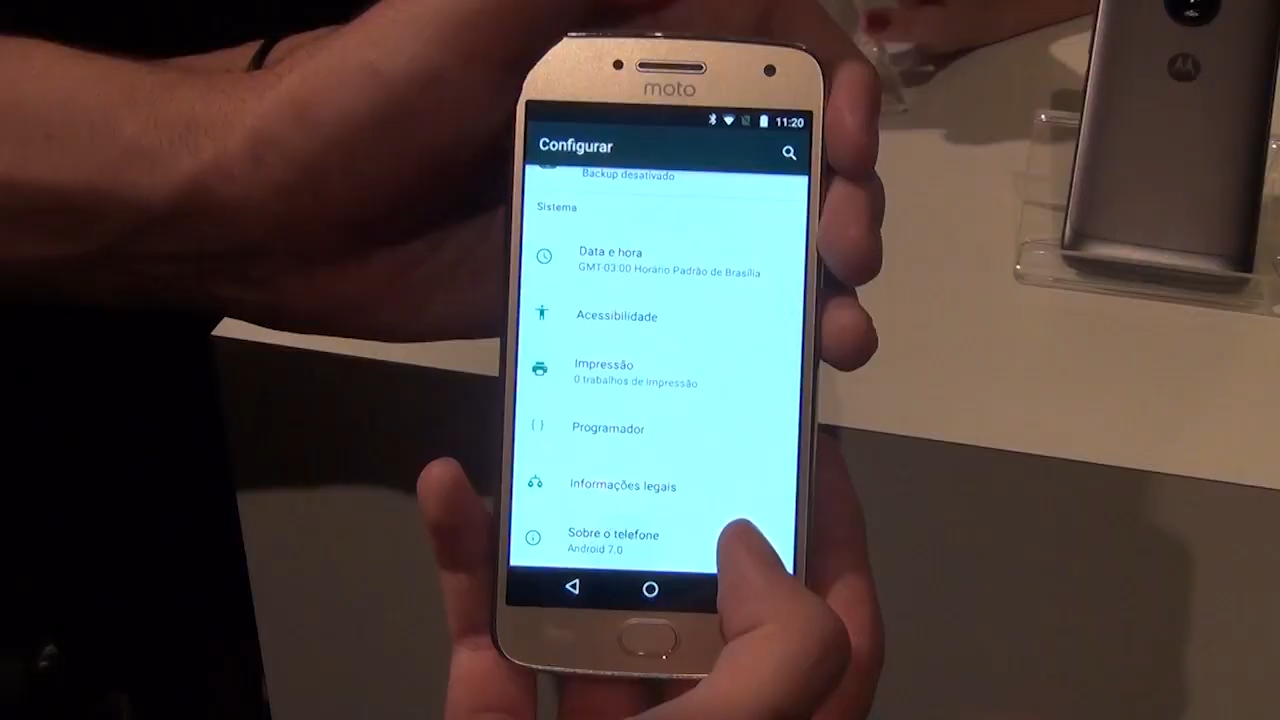 moto
11:20
Configurar
Backup desativado
Sistema
Data e hora
GMT-03:00 Horário Padrão de Brasília
Acessibilidade
Impressão
0 trabalhos de impressão
Programador
Informações legais
Sobre o telefone
Android 7.0